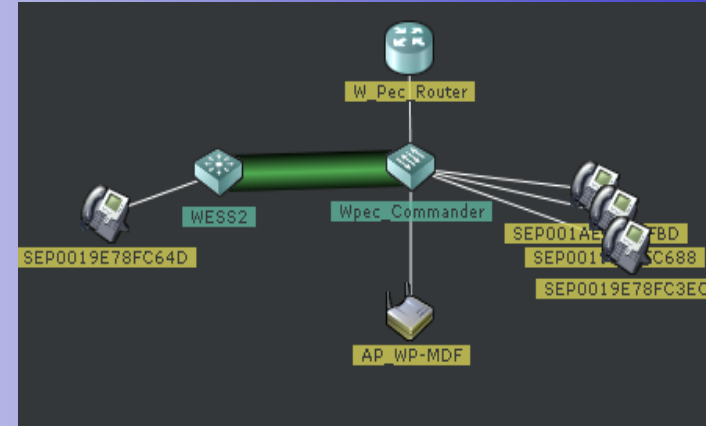 W_Pec_Router
WESS2
Wpec_Commander
SEP0019E78FC64D
SEP0019E78FC3EC
AP_WP-MDF